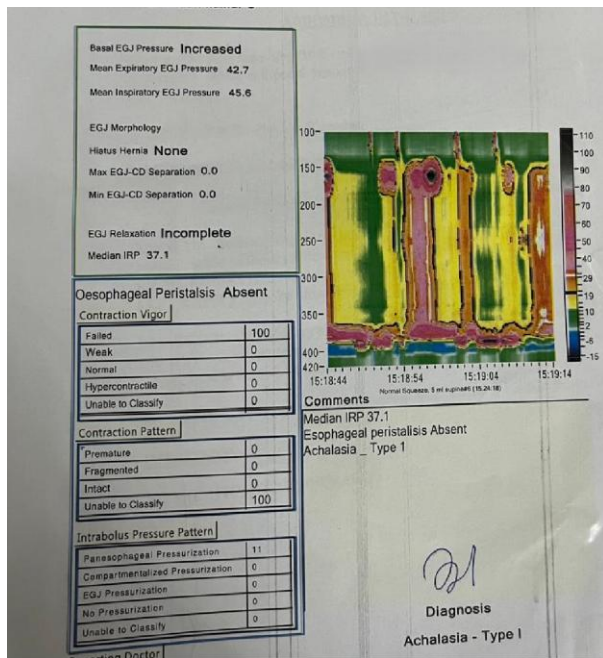 Basal EGJ Pressure Increased
Mean Expiratory EGJ Pressure 42.7
Mean Inspiratory EGJ Pressure 45.6
EGJ Morphology
Hiatus Hernia None
Max EGJ-CD Separation 0.0
Min EGJ-CD Separation 0.0
EGJ Relaxation Incomplete
Median IRP 37.1
Oesophageal Peristalsis Absent
Contraction Vigor
Failed 100
Weak 0
Normal 0
Hypercontractile 0
Unable to Classify 0
Contraction Pattern
Premature 0
Fragmented 0
Intact 0
Unable to Classify 100
Intrabolus Pressure Pattern
Panesophageal Pressurization 11
Compartmentalized Pressurization 0
EGJ Pressurization 0
No Pressurization 0
Unable to Classify 0
Doctor
100
150
200
250
300
350
400
420
110
100
90
80
70
60
50
40
29
19
10
2
-6
-15
15:18:44 15:18:54 15:19:04 15:19:14
Comments
Median IRP 37.1
Esophageal peristalisis Absent
Achalasia _ Type 1
Diagnosis
Achalasia - Type I